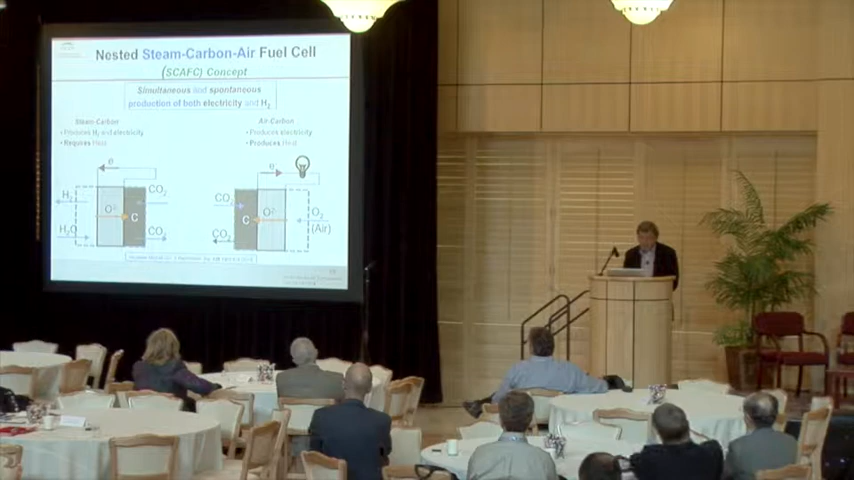 Nested Steam-Carbon-Air Fuel Cell
(SCAFC) Concept
Simultaneous and spontaneous
production of both electricity and H2
Steam-Carbon
• Produces H2 and electricity
• Requires Heat
Air-Carbon
• Produces electricity
• Produces Heat
e
H2
CO2
O2-
C
H2O
CO2
e
CO2
C
O2-
O2
(Air)
CO2